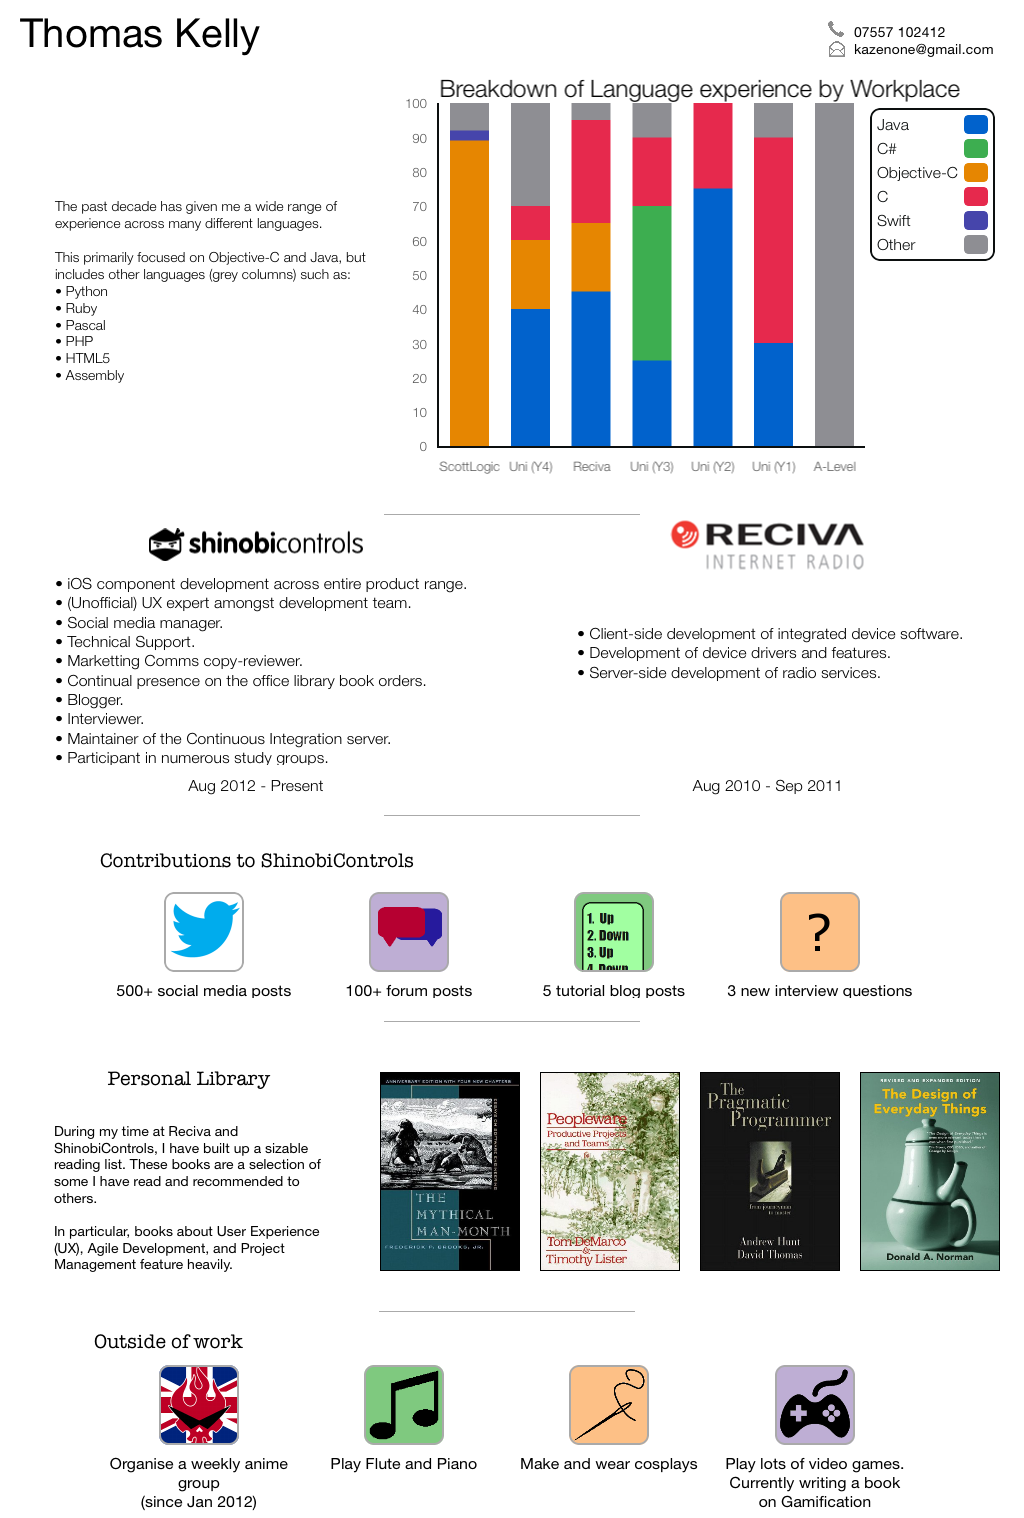 Thomas Kelly
07557 102412
kazenone@gmail.com
Breakdown of Language experience by Workplace
100
90
80
70
60
50
40
30
20
10
0
ScottLogic Uni (Y4) Reciva Uni (Y3) Uni (Y2) Uni (Y1) A-Level
Java
C#
Objective-C
C
Swift
Other
The past decade has given me a wide range of
experience across many different languages.
This primarily focused on Objective-C and Java, but
includes other languages (grey columns) such as:
• Python
• Ruby
• Pascal
• PHP
• HTML5
• Assembly
shinobicontrols
• iOS component development across entire product range.
• (Unofficial) UX expert amongst development team.
• Social media manager.
• Technical Support.
• Marketting Comms copy-reviewer.
• Continual presence on the office library book orders.
• Blogger.
• Interviewer.
• Maintainer of the Continuous Integration server.
• Participant in numerous study groups.
Aug 2012 - Present
RECIVA
INTERNET RADIO
• Client-side development of integrated device software.
• Development of device drivers and features.
• Server-side development of radio services.
Aug 2010 - Sep 2011
Contributions to ShinobiControls
1. Up
2. Down
3. Up
4. Down
500+ social media posts
100+ forum posts
5 tutorial blog posts
3 new interview questions
?
Personal Library
During my time at Reciva and
ShinobiControls, I have built up a sizable
reading list. These books are a selection of
some I have read and recommended to
others.
In particular, books about User Experience
(UX), Agile Development, and Project
Management feature heavily.
ANNIVERSARY EDITION WITH FOUR NEW CHAPTERS
THE
MYTHICAL
MAN-MONTH
FREDERICK P. BROOKS, JR.
Peopleware
Productive Projects
and Teams
Tom DeMarco
&
Timothy Lister
The
Pragmatic
Programmer
from journeyman
to master
Andrew Hunt
David Thomas
REVISED AND EXPANDED EDITION
The Design of
Everyday Things
Donald A. Norman
Outside of work
Organise a weekly anime
group
(since Jan 2012)
Play Flute and Piano
Make and wear cosplays
Play lots of video games.
Currently writing a book
on Gamification